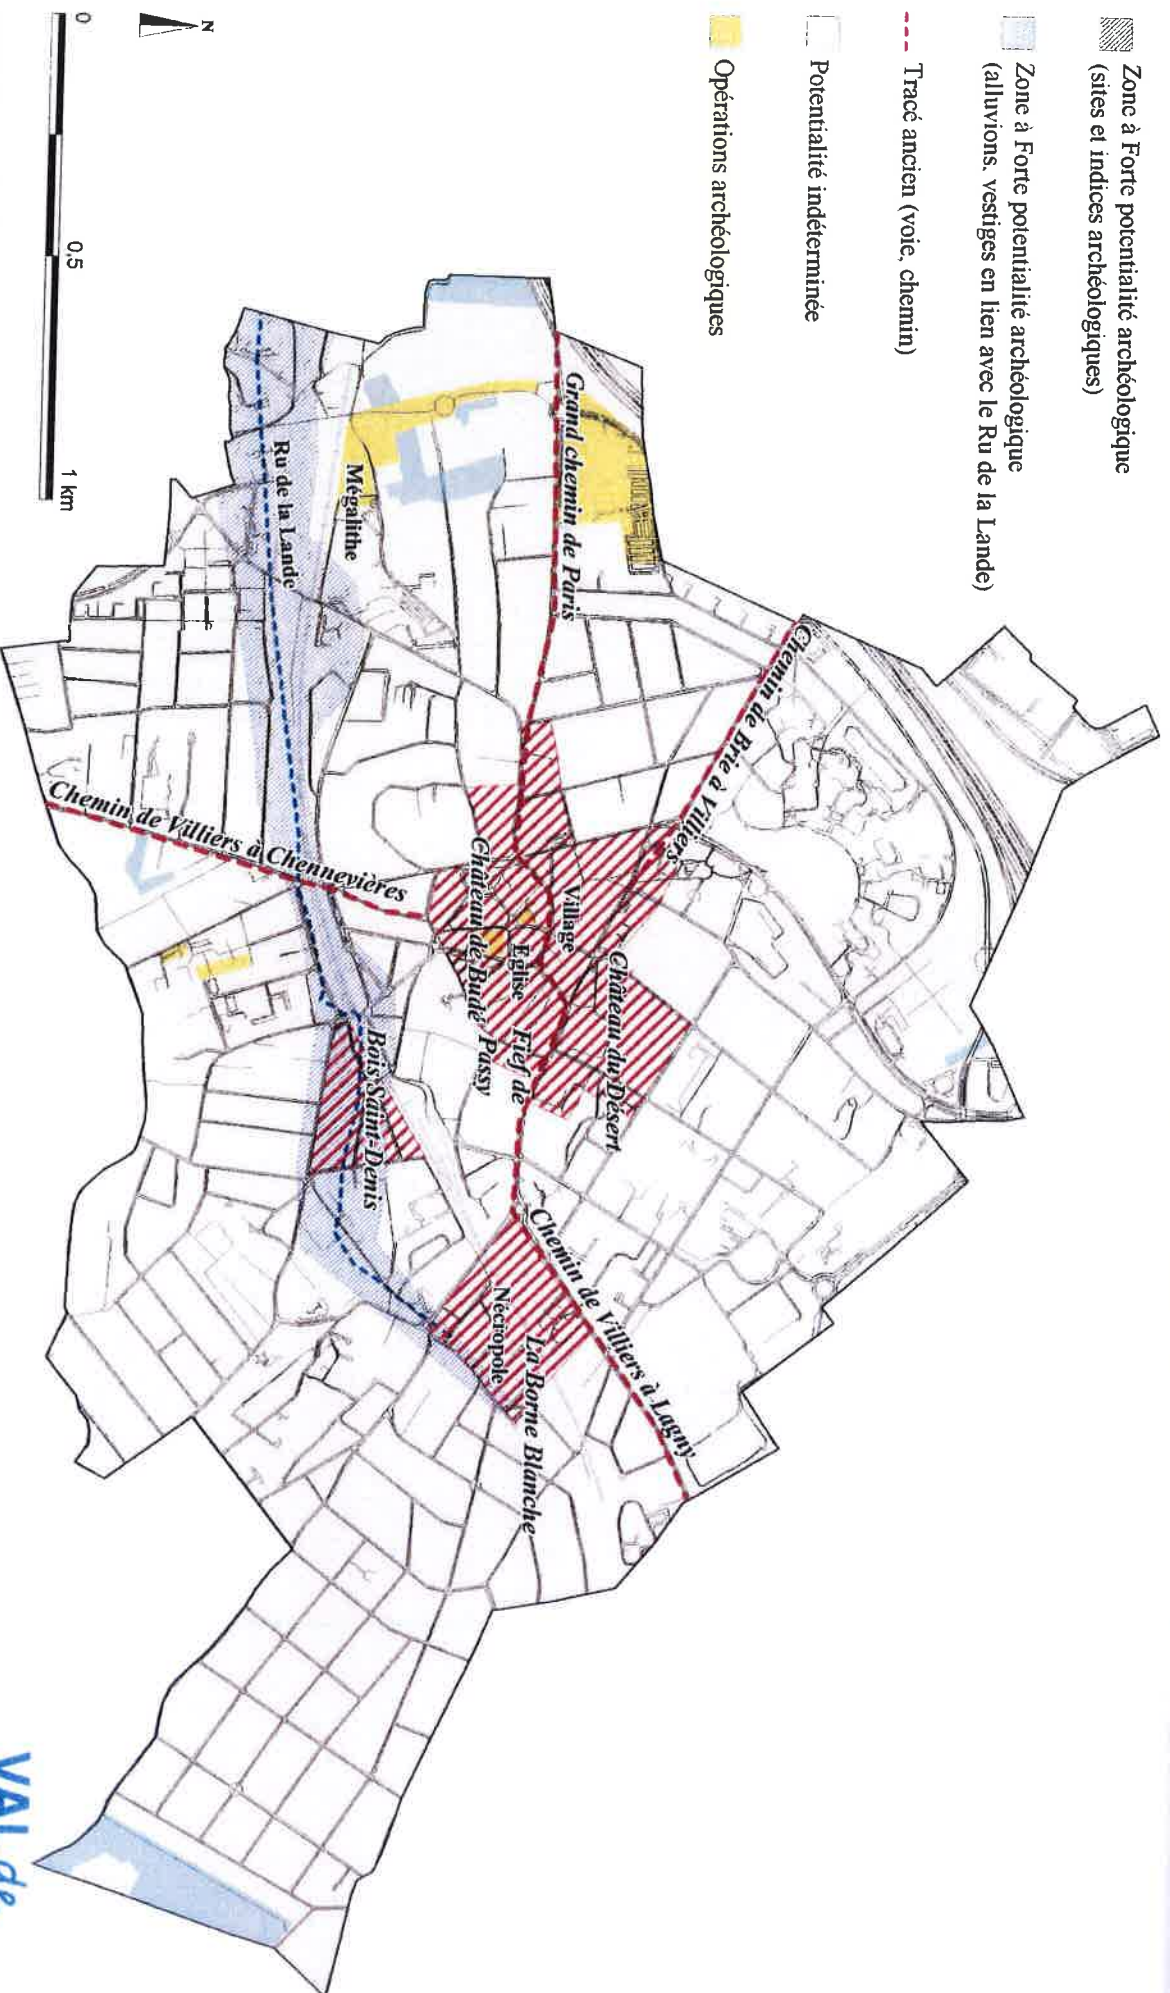 Zone à Forte potentialité archéologique
(sites et indices archéologiques)
Zone à Forte potentialité archéologique
(alluvions. vestiges en lien avec le Ru de la Lande)
Tracé ancien (voie, chemin)
Potentialité indéterminée
Opérations archéologiques
N
0
0,5
1 km
Chemin de Brie à Villiers
Grand chemin de Paris
Mégalithe
Ru de la Lande
Château du Désert
Village
Eglise
Fief de
Passy
Château de Budé
Chemin de Villiers à Chennevières
Bois Saint-Denis
Chemin de Villiers à Lagny
La Borne Blanche
Nécropole
VAL de